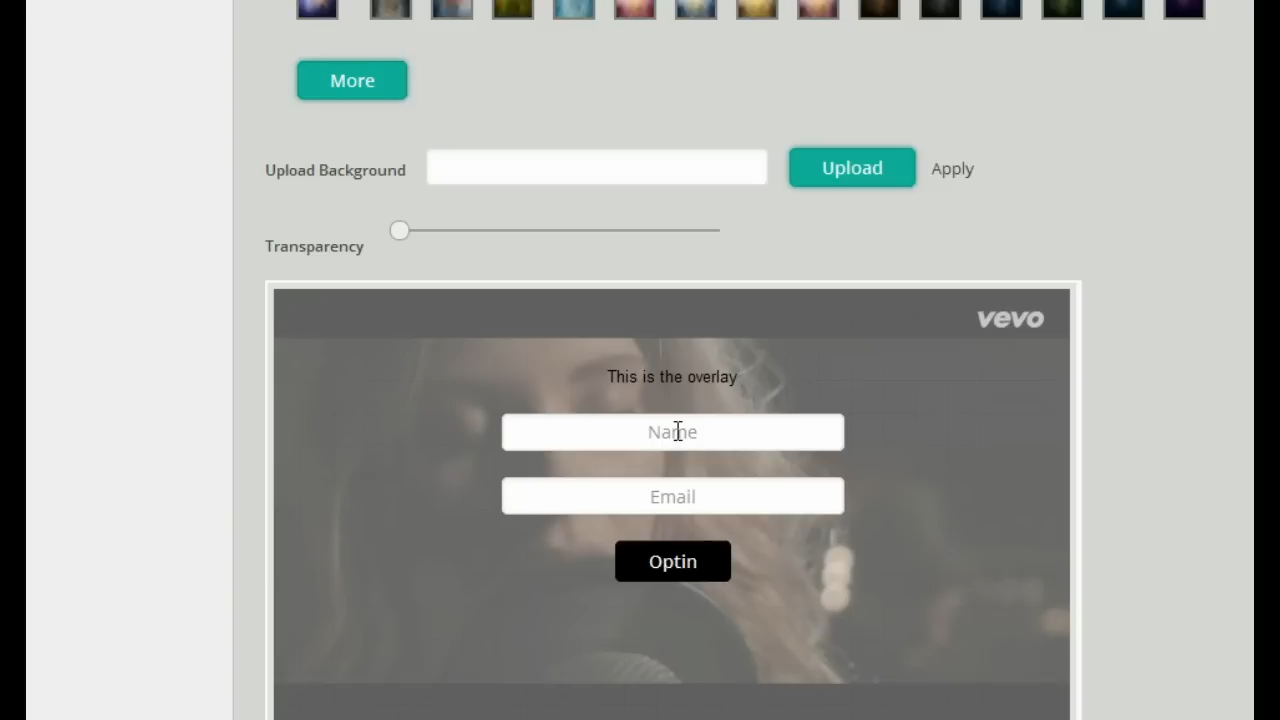 More
Upload Background
Upload
Apply
Transparency
vevo
This is the overlay
Name
Email
Optin